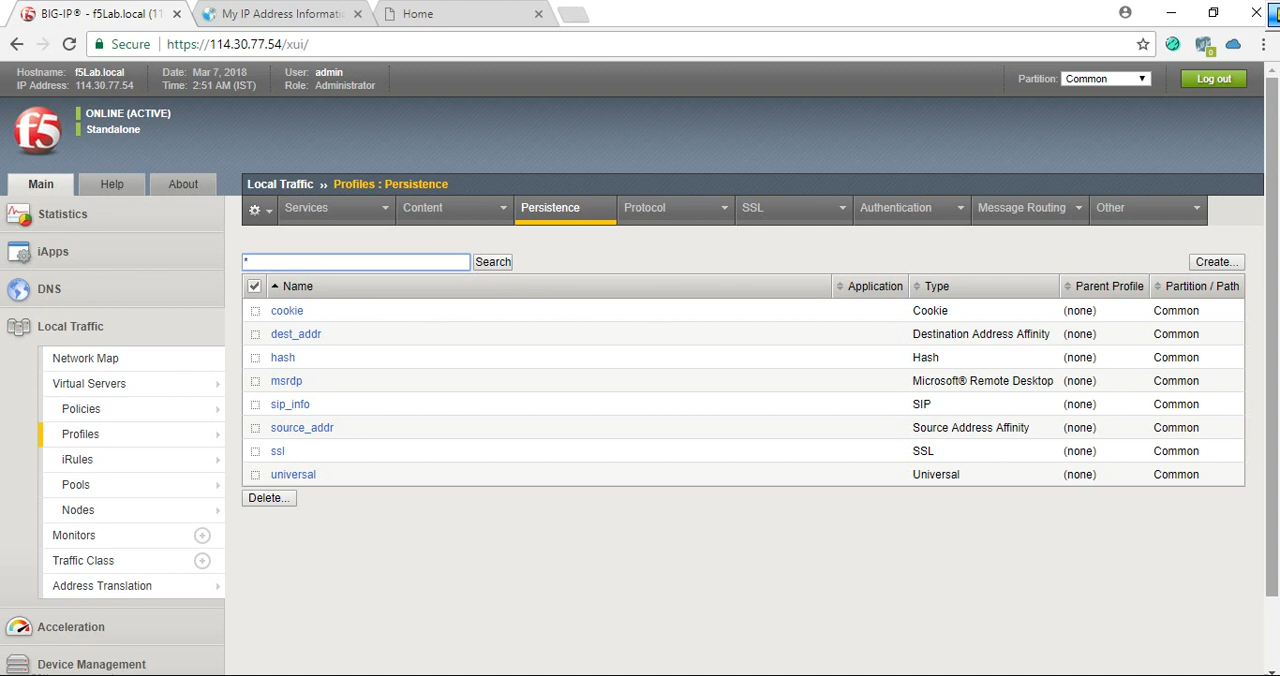 BIG-IP® - f5Lab.local (11
My IP Address Informati
Home
Secure
https://114.30.77.54/xui/
Hostname: f5Lab.local
IP Address: 114.30.77.54
Date: Mar 7, 2018
Time: 2:51 AM (IST)
User: admin
Role: Administrator
Partition: Common
Log out
f5
ONLINE (ACTIVE)
Standalone
Main
Help
About
Local Traffic ›› Profiles : Persistence
Statistics
iApps
DNS
Local Traffic
Network Map
Virtual Servers
Policies
Profiles
iRules
Pools
Nodes
Monitors
Traffic Class
Address Translation
Acceleration
Device Management
Services
Content
Persistence
Protocol
SSL
Authentication
Message Routing
Other
*
Search
Create...
Name Application Type Parent Profile Partition / Path
cookie Cookie (none) Common
dest_addr Destination Address Affinity (none) Common
hash Hash (none) Common
msrdp Microsoft® Remote Desktop (none) Common
sip_info SIP (none) Common
source_addr Source Address Affinity (none) Common
ssl SSL (none) Common
universal Universal (none) Common
Delete...